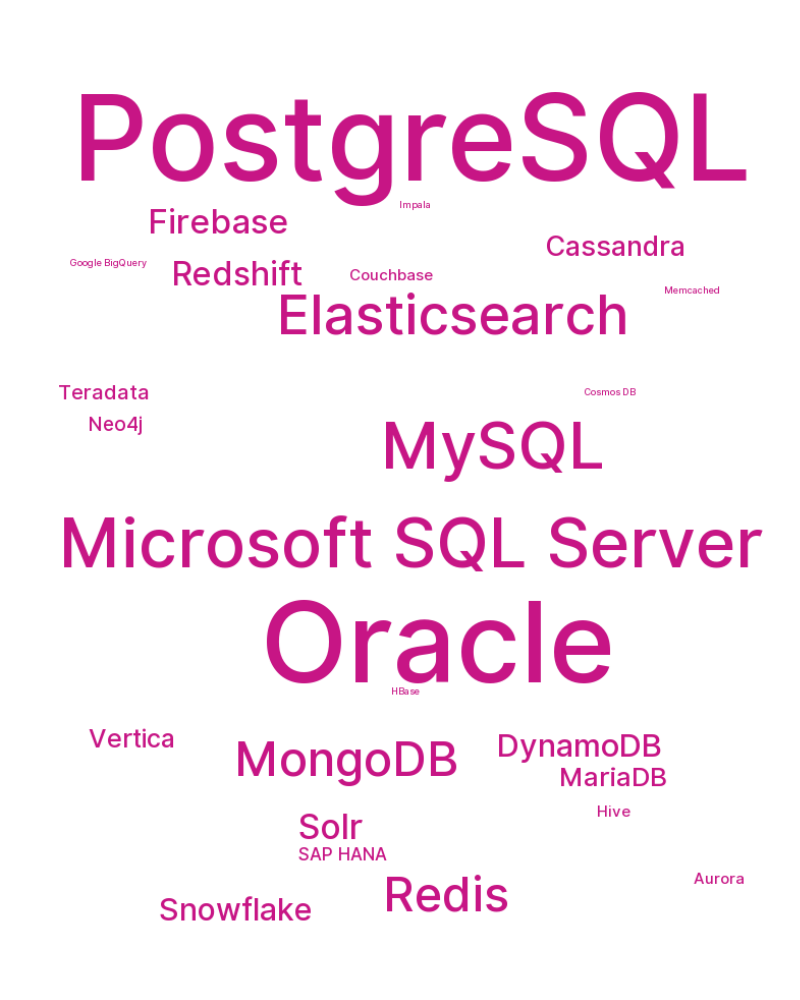 PostgreSQL
Impala
Firebase
Cassandra
Google BigQuery
Redshift
Couchbase
Memcached
Elasticsearch
Teradata
Cosmos DB
Neo4j
MySQL
Microsoft SQL Server
Oracle
HBase
Vertica
MongoDB
DynamoDB
MariaDB
Hive
Solr
SAP HANA
Aurora
Redis
Snowflake